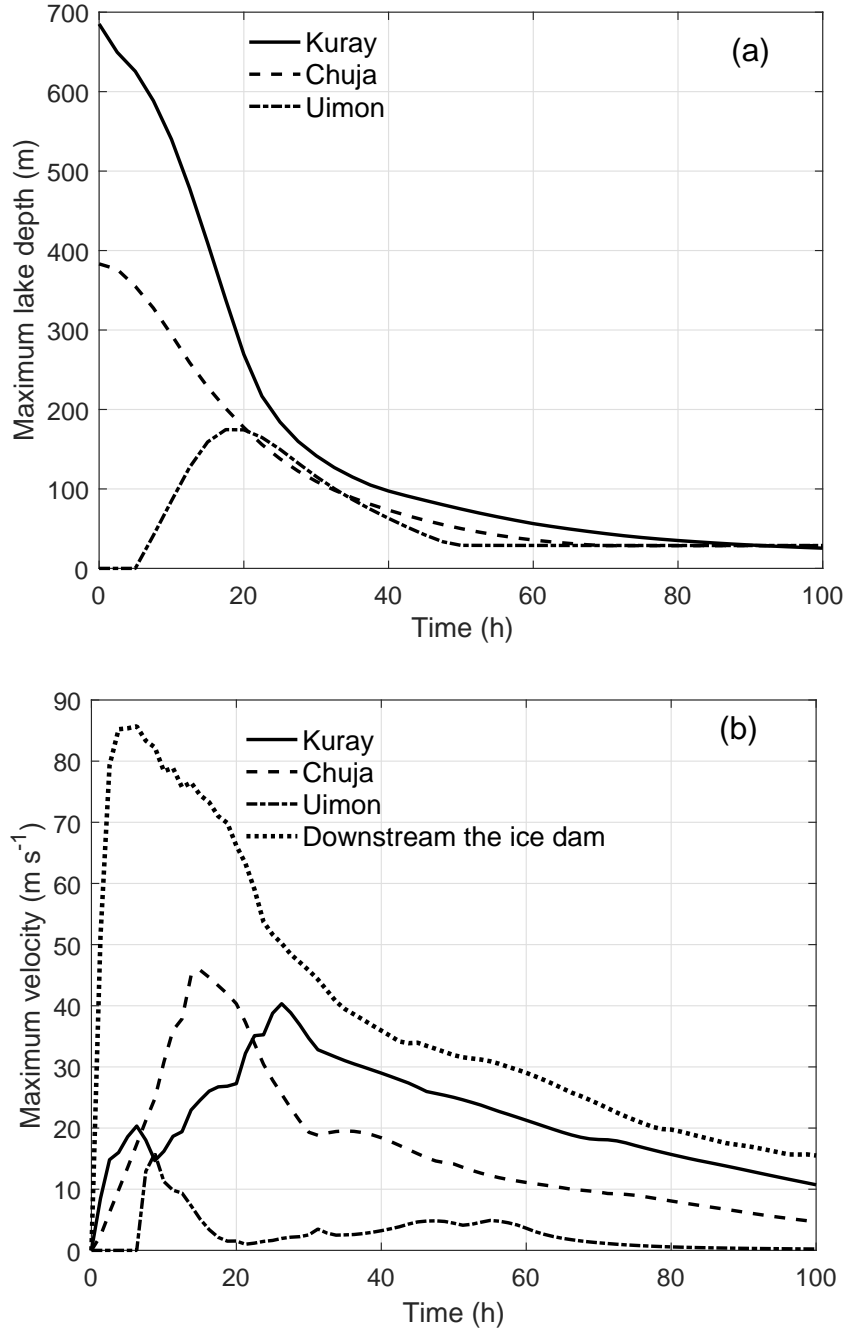 700
600
500
400
300
200
100
0
Maximum lake depth (m)
Kuray
Chuja
Uimon
(a)
0 20 40 60 80 100
Time (h)
90
80
70
60
50
40
30
20
10
0
Maximum velocity (m s⁻¹)
Kuray
Chuja
Uimon
Downstream the ice dam
(b)
0 20 40 60 80 100
Time (h)